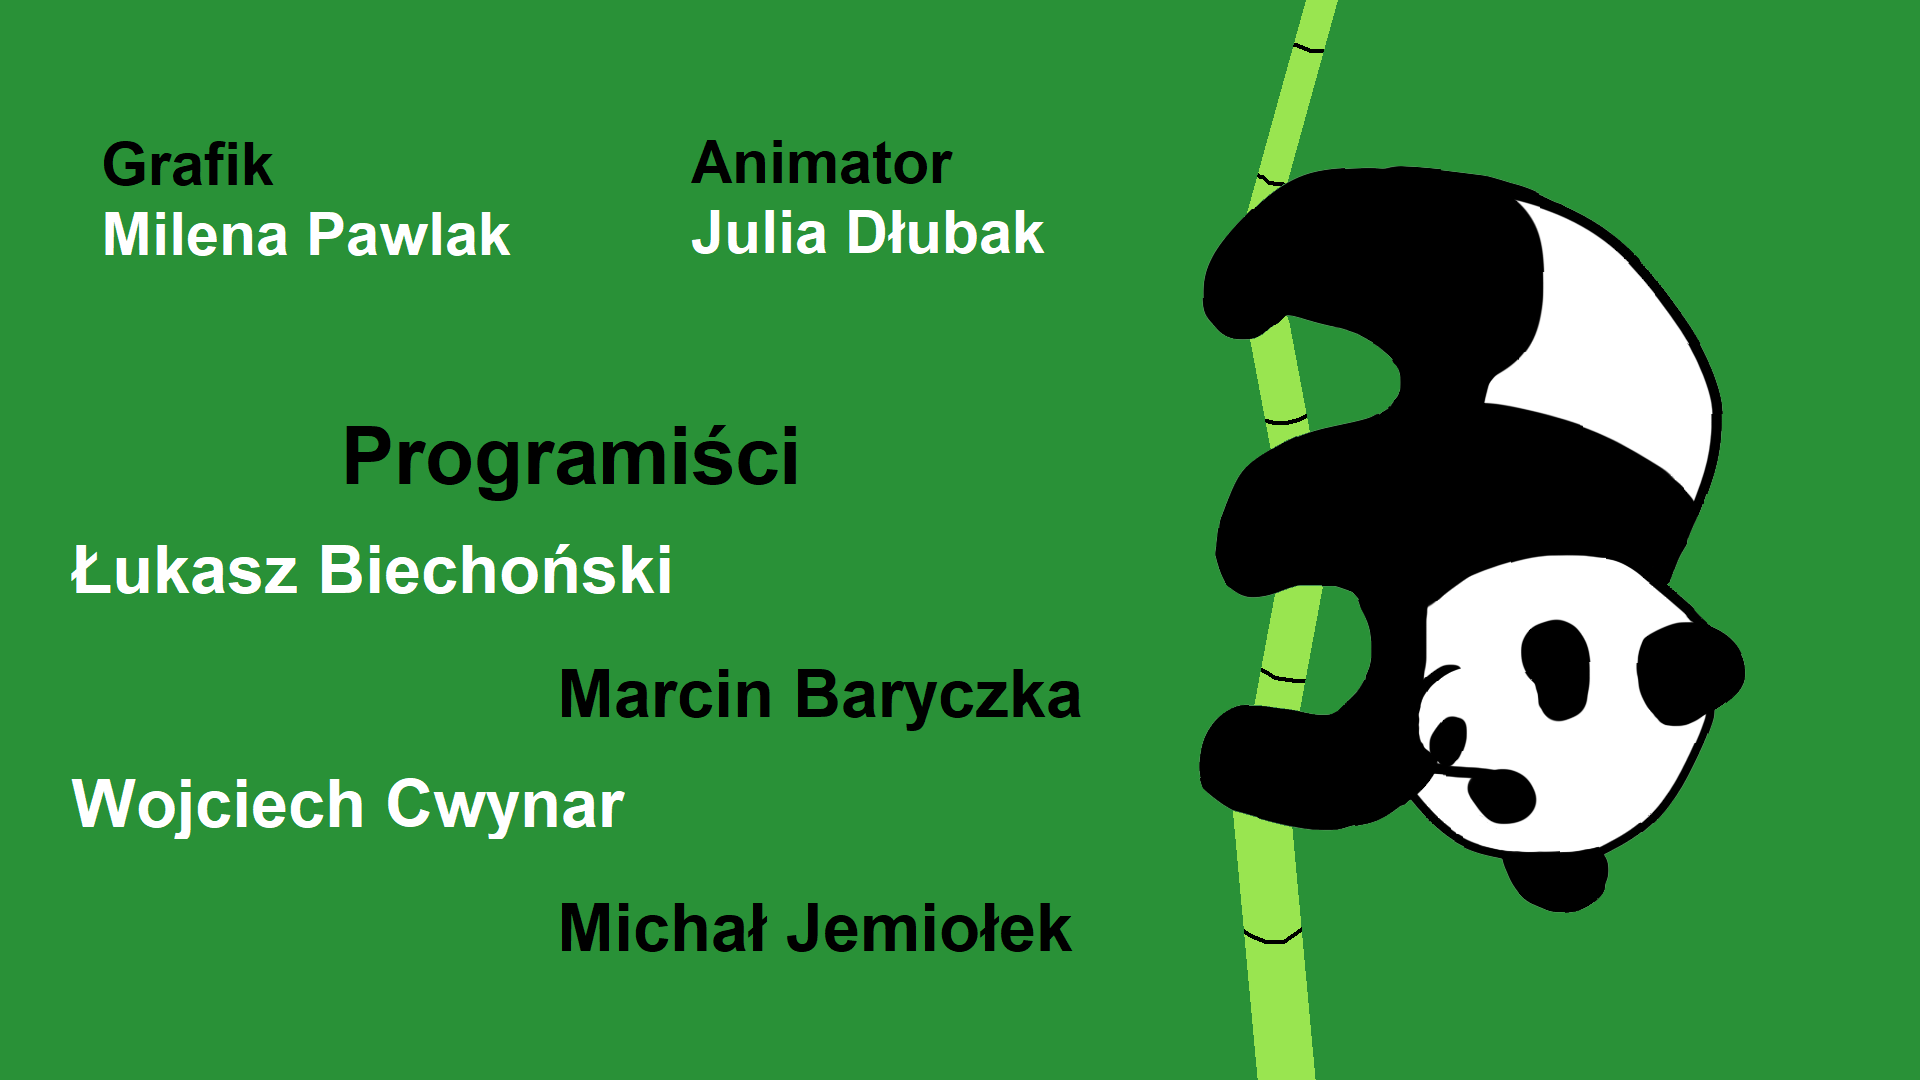 Grafik
Milena Pawlak
Animator
Julia Dłubak
Programiści
Łukasz Biechoński
Marcin Baryczka
Wojciech Cwynar
Michał Jemiołek